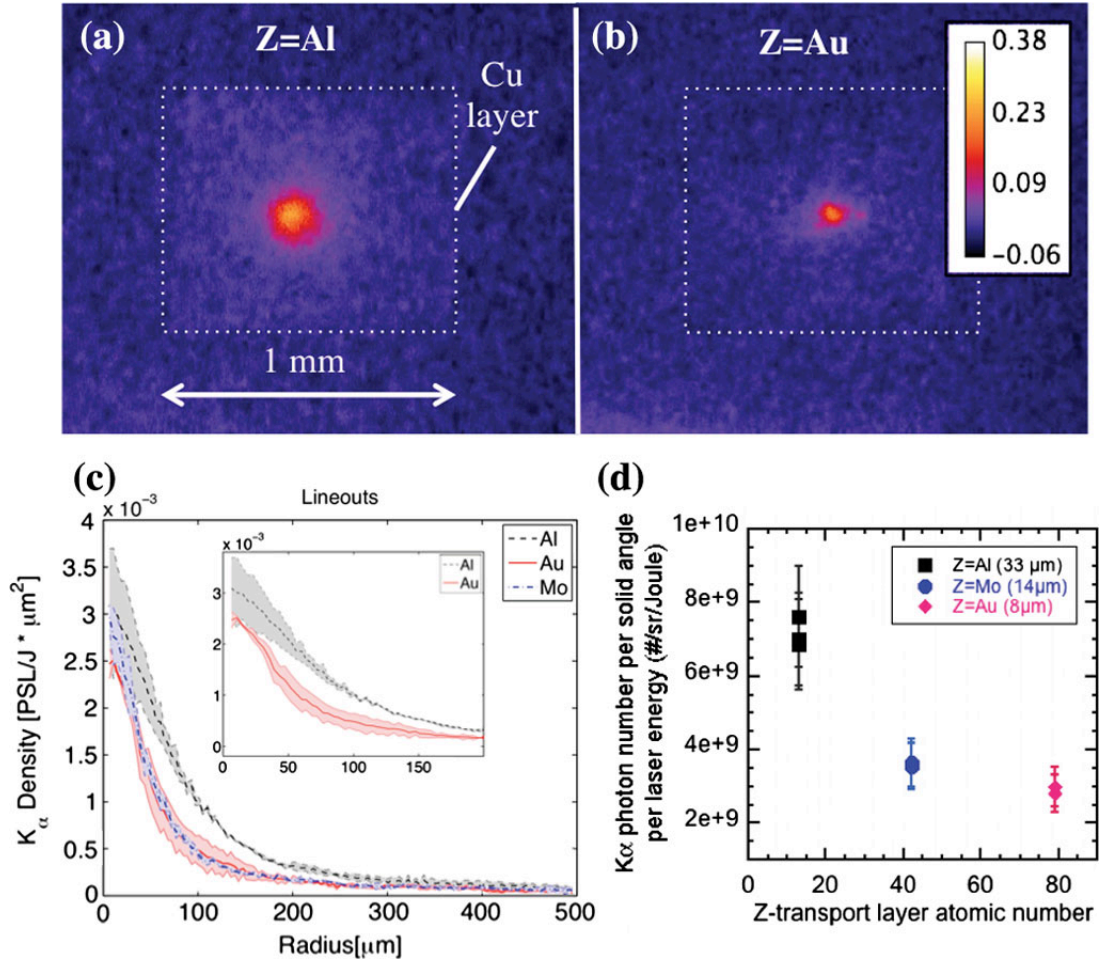 (a)
Z=Al
Cu
layer
1 mm
(b)
Z=Au
0.38
0.23
0.09
−0.06
(c)
Lineouts
x 10⁻³
4
3.5
3
2.5
2
1.5
1
0.5
0
Kα Density [PSL/J * µm²]
0
100
200
300
400
500
Radius[µm]
Al
Au
Mo
x 10⁻³
3
2
1
0
0
50
100
150
200
Al
Au
(d)
Kα photon number per solid angle
per laser energy (#/sr/Joule)
1e+10
8e+9
6e+9
4e+9
2e+9
0
20
40
60
80
Z-transport layer atomic number
Z=Al (33 µm)
Z=Mo (14µm)
Z=Au (8µm)